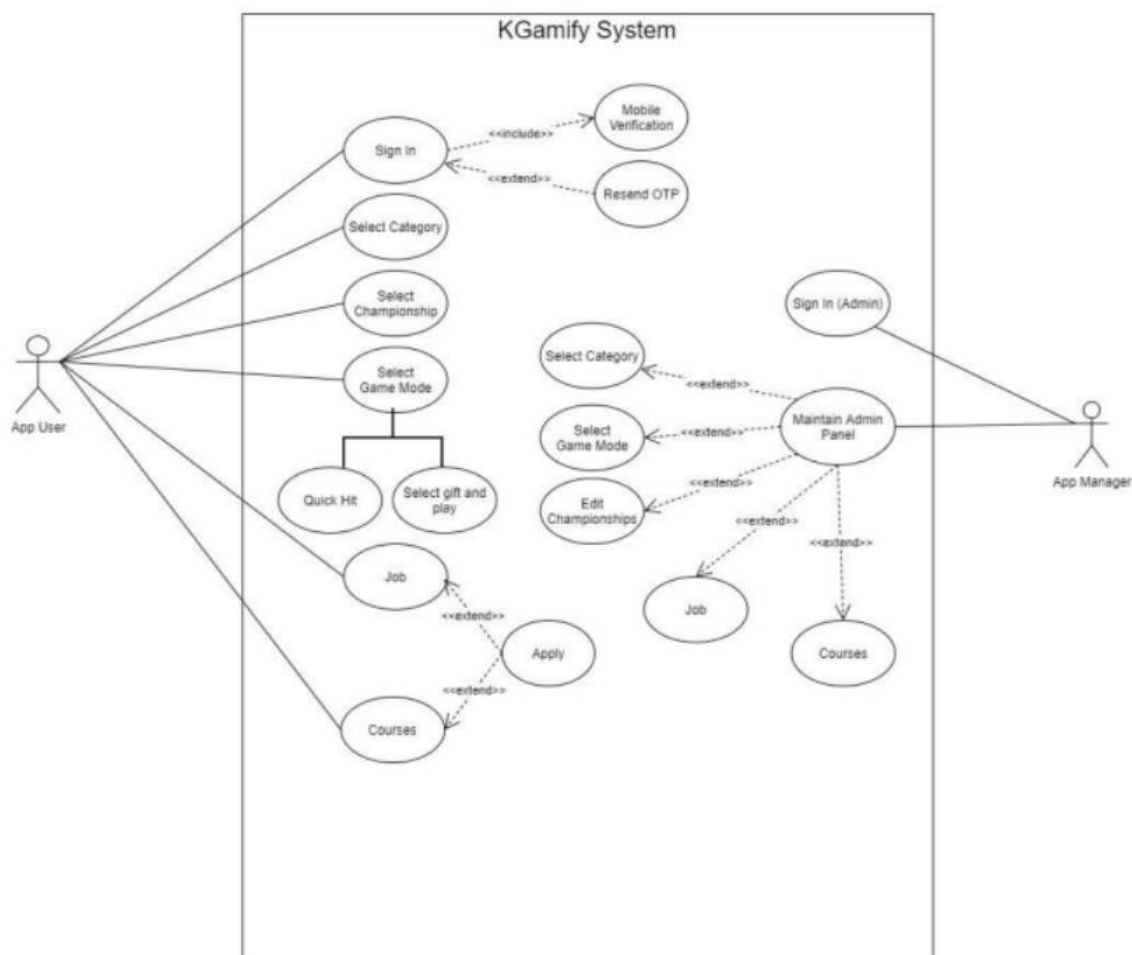 KGamify System
Mobile
Verification
<<include>>
Sign In
<<extend>>
Resend OTP
Select Category
Select
Championship
Sign In (Admin)
Select Category
<<extend>>
Select
Game Mode
Maintain Admin
Panel
App User
Select
Game Mode
<<extend>>
App Manager
<<extend>>
Quick Hit
Select gift and
play
Edit
Championships
<<extend>>
<<extend>>
Job
<<extend>>
Job
Apply
Courses
<<extend>>
Courses